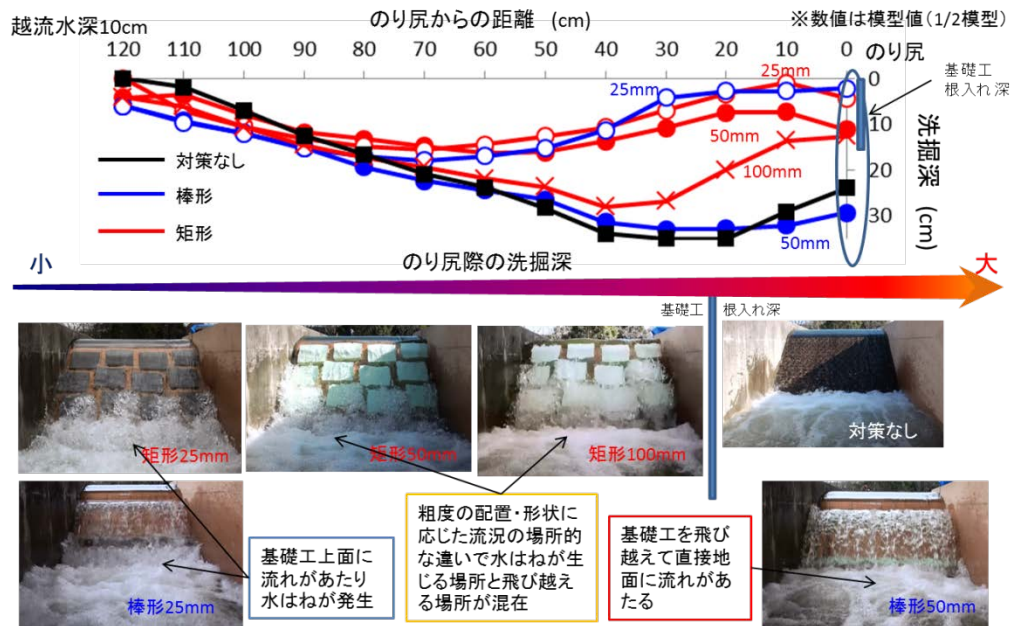 越流水深10cm
のり尻からの距離 (cm)
※数値は模型値(1/2模型)
120 110 100 90 80 70 60 50 40 30 20 10 0
のり尻
基礎工
根入れ深
0
10
20
30
洗掘深
(cm)
25mm
25mm
50mm
100mm
50mm
対策なし
棒形
矩形
小
のり尻際の洗掘深
大
基礎工
根入れ深
矩形25mm
矩形50mm
矩形100mm
対策なし
棒形25mm
基礎工上面に
流れがあたり
水はねが発生
粗度の配置・形状に
応じた流況の場所的
な違いで水はねが生
じる場所と飛び越え
る場所が混在
基礎工を飛び
越えて直接地
面に流れがあ
たる
棒形50mm